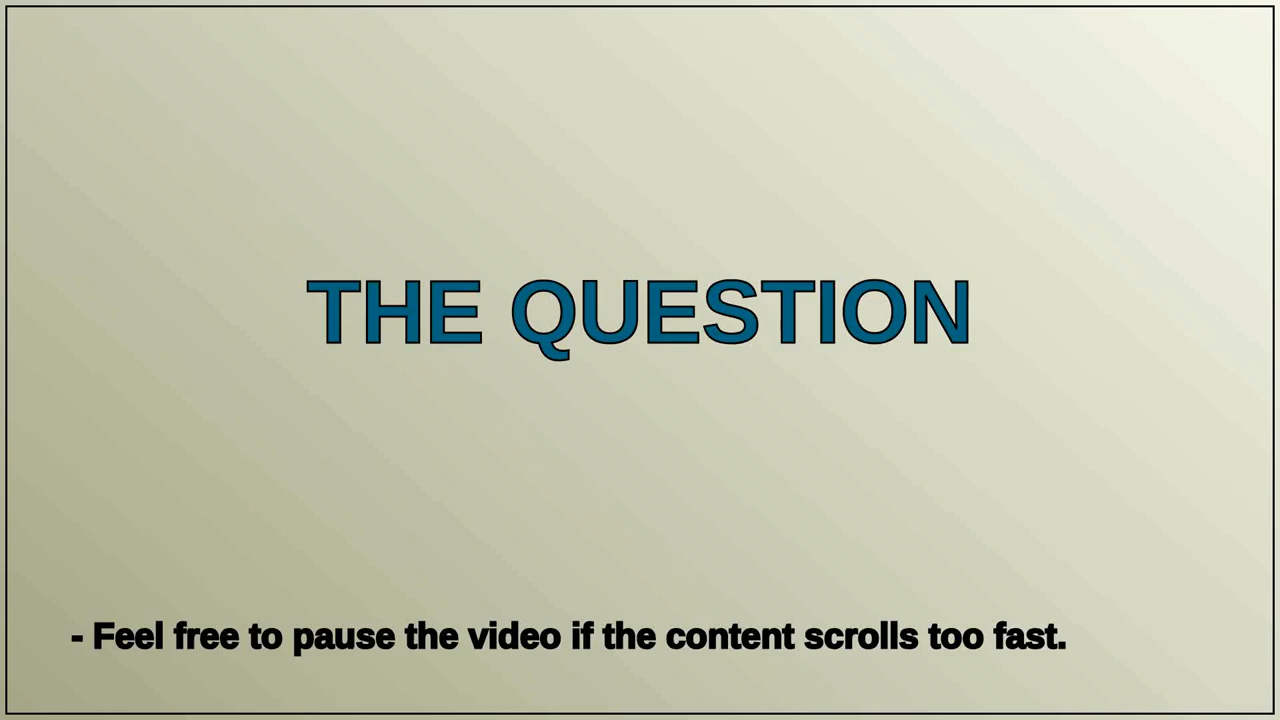 THE QUESTION
- Feel free to pause the video if the content scrolls too fast.